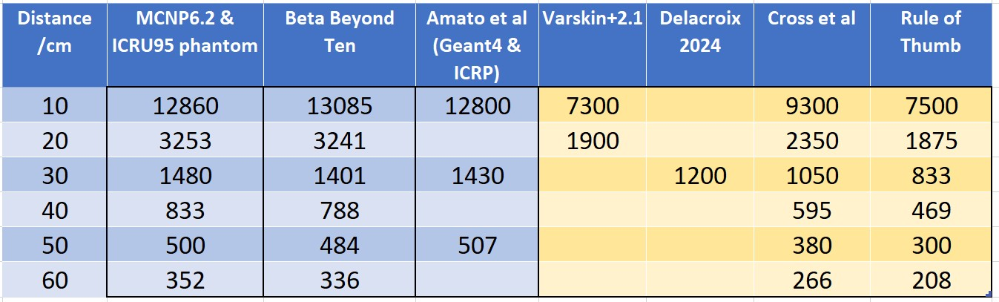 Distance /cm MCNP6.2 & ICRU95 phantom Beta Beyond Ten Amato et al (Geant4 & ICRP) Varskin+2.1 Delacroix 2024 Cross et al Rule of Thumb
10 12860 13085 12800 7300 9300 7500
20 3253 3241 1900 2350 1875
30 1480 1401 1430 1200 1050 833
40 833 788 595 469
50 500 484 507 380 300
60 352 336 266 208